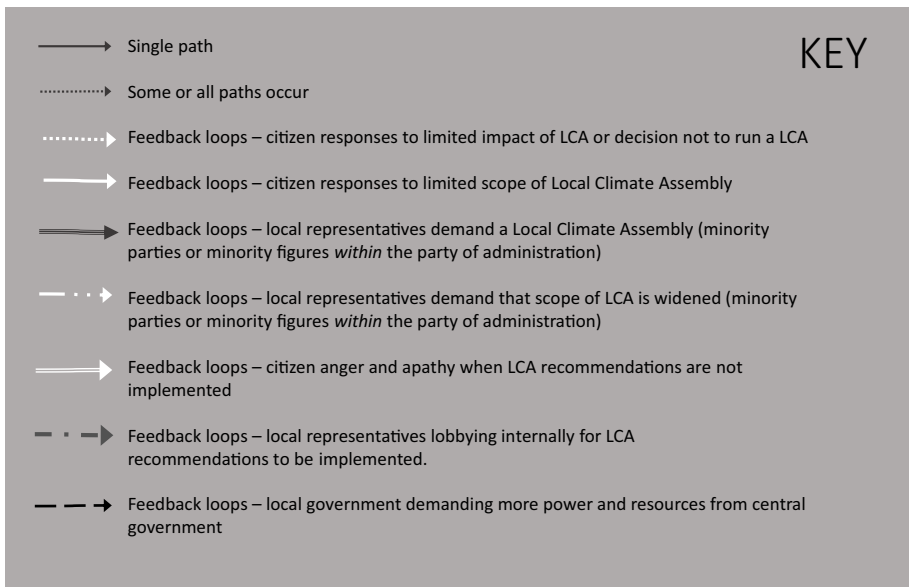 KEY
Single path
Some or all paths occur
Feedback loops – citizen responses to limited impact of LCA or decision not to run a LCA
Feedback loops – citizen responses to limited scope of Local Climate Assembly
Feedback loops – local representatives demand a Local Climate Assembly (minority
parties or minority figures within the party of administration)
Feedback loops – local representatives demand that scope of LCA is widened (minority
parties or minority figures within the party of administration)
Feedback loops – citizen anger and apathy when LCA recommendations are not
implemented
Feedback loops – local representatives lobbying internally for LCA
recommendations to be implemented.
Feedback loops – local government demanding more power and resources from central
government